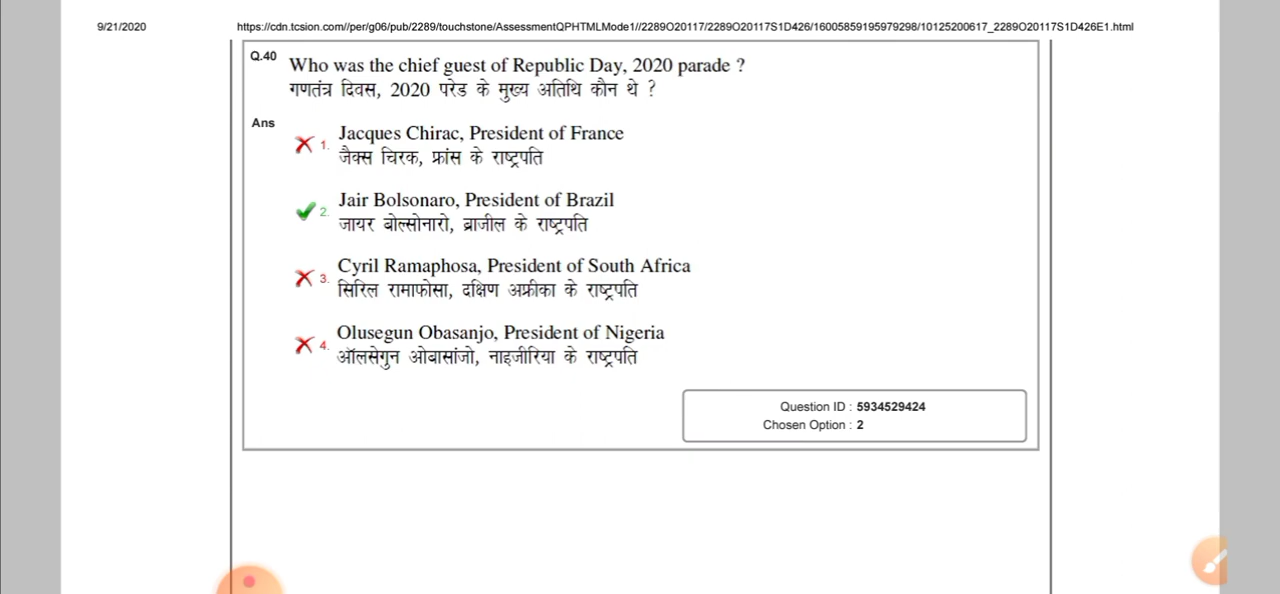 9/21/2020
https://cdn.tcsion.com//per/g06/pub/2289/touchstone/AssessmentQPHTMLMode1//2289O20117/2289O20117S1D426/16005859195979298/10125200617_2289O20117S1D426E1.html
Q.40 Who was the chief guest of Republic Day, 2020 parade ?
गणतंत्र दिवस, 2020 परेड के मुख्य अतिथि कौन थे ?
Ans
1. Jacques Chirac, President of France
जैक्स चिरक, फ्रांस के राष्ट्रपति
2. Jair Bolsonaro, President of Brazil
जायर बोल्सोनारो, ब्राजील के राष्ट्रपति
3. Cyril Ramaphosa, President of South Africa
सिरिल रामाफोसा, दक्षिण अफ्रीका के राष्ट्रपति
4. Olusegun Obasanjo, President of Nigeria
ऑलसेगुन ओबासांजो, नाइजीरिया के राष्ट्रपति
Question ID : 5934529424
Chosen Option : 2